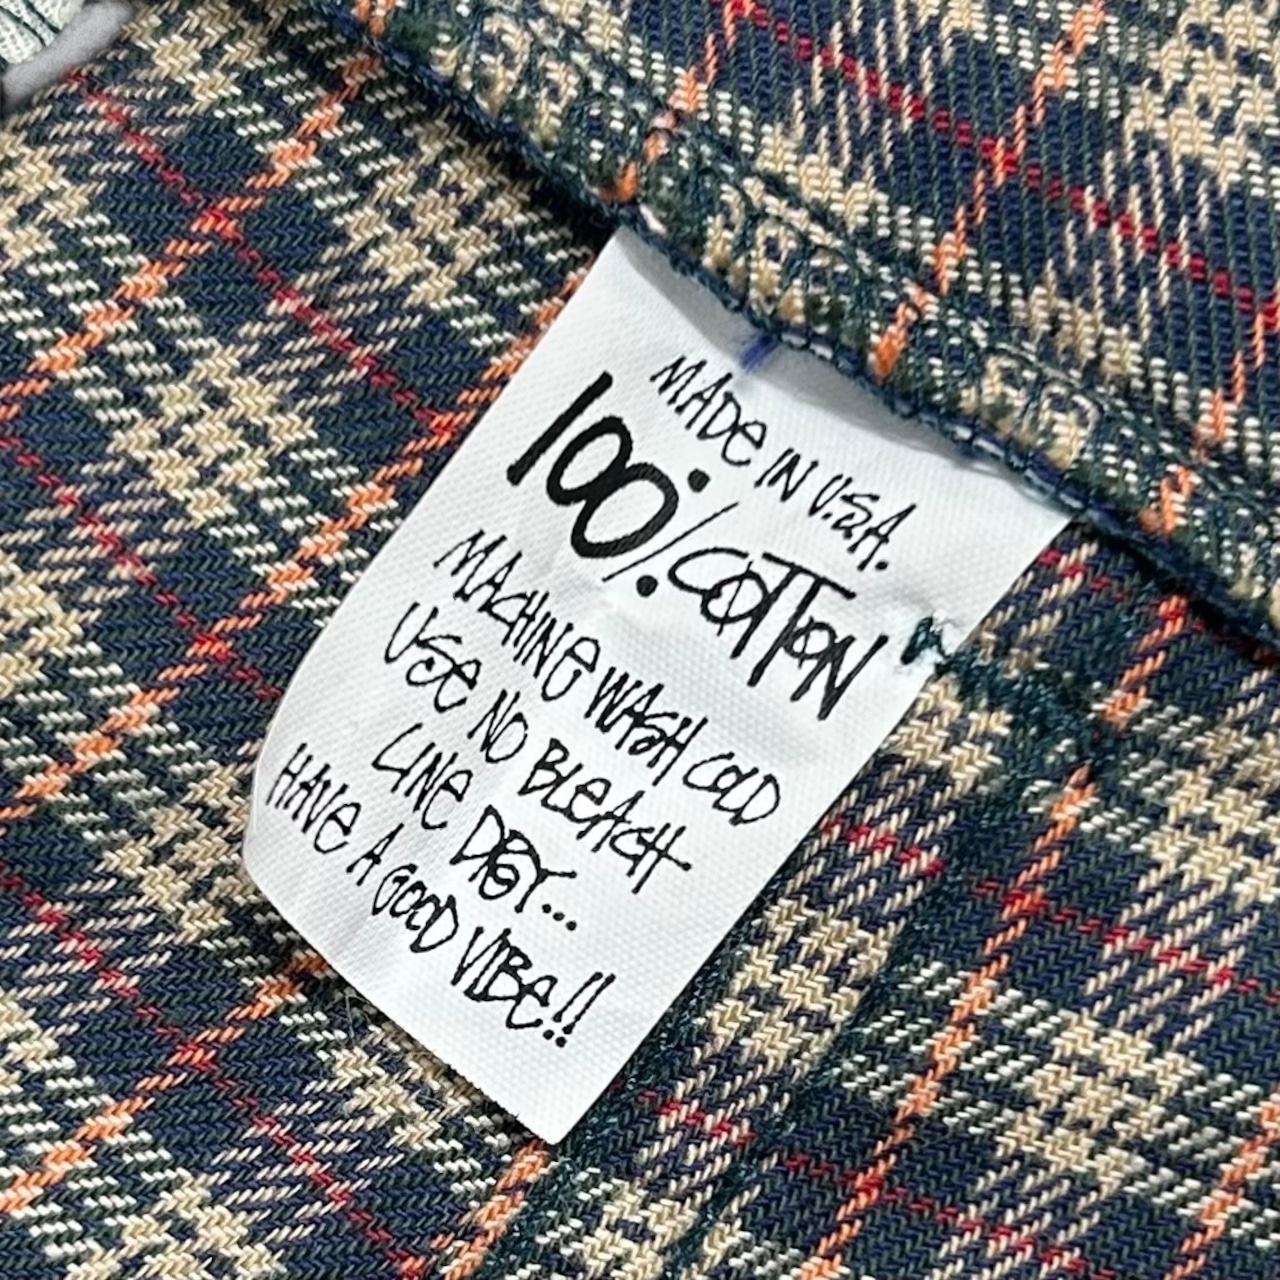 MADE IN U.S.A.
100% COTTON
MACHINE WASH COLD
USE NO BLEACH
LINE DRY...
HAVE A GOOD VIBE!!